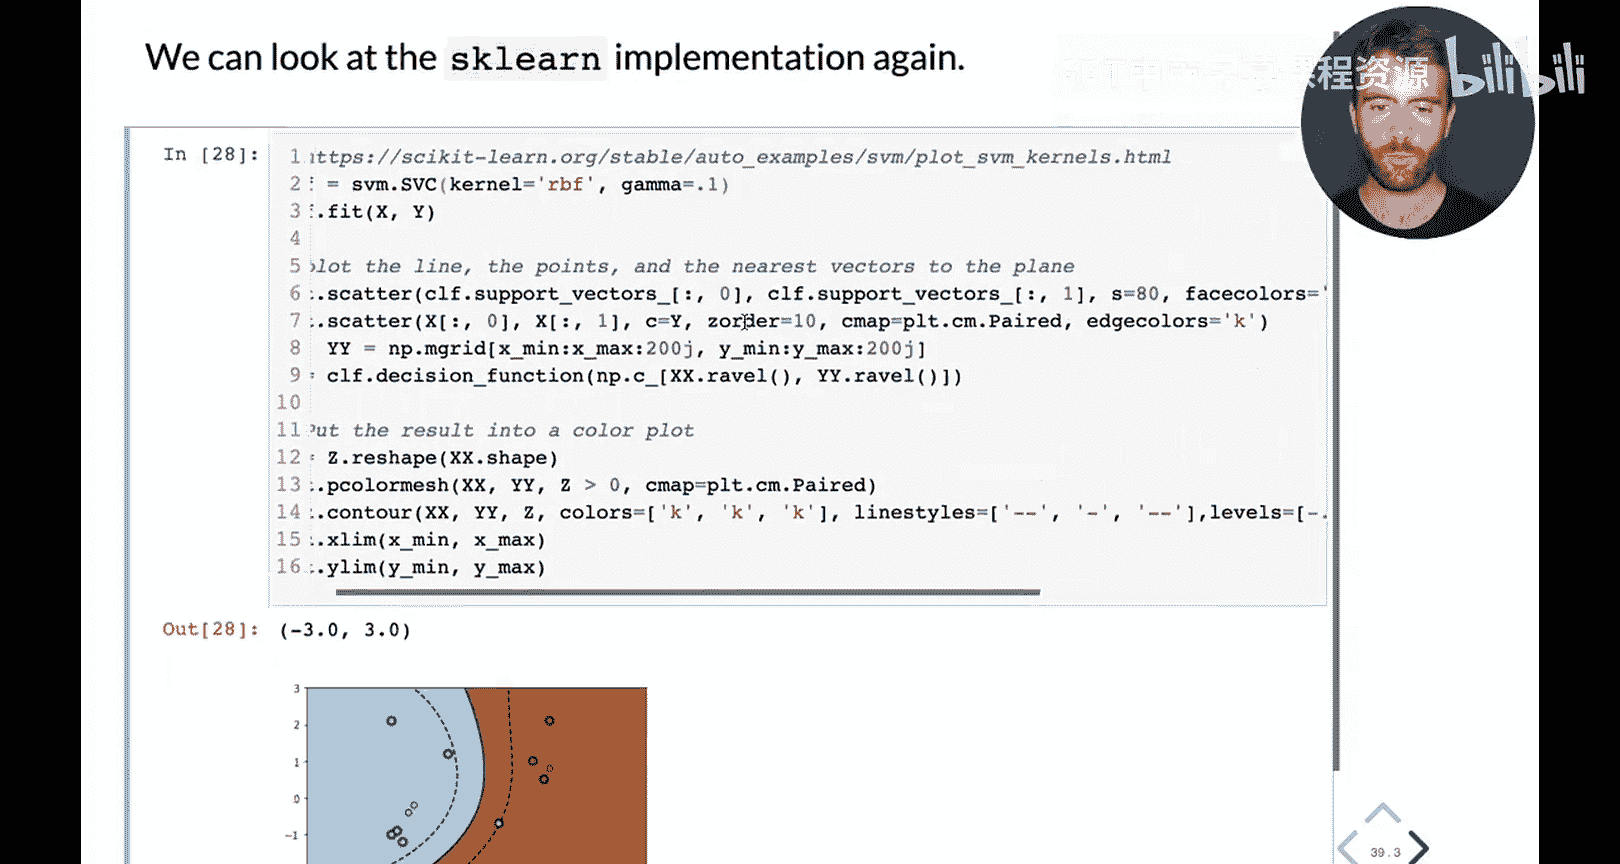 We can look at the sklearn implementation again.
程资源 bilibili
In [28]:
1 ttps://scikit-learn.org/stable/auto_examples/svm/plot_svm_kernels.html
2 = svm.SVC(kernel='rbf', gamma=.1)
3 .fit(X, Y)
4
5 lot the line, the points, and the nearest vectors to the plane
6 .scatter(clf.support_vectors_[:, 0], clf.support_vectors_[:, 1], s=80, facecolors='
7 .scatter(X[:, 0], X[:, 1], c=Y, zorder=10, cmap=plt.cm.Paired, edgecolors='k')
8 YY = np.mgrid[x_min:x_max:200j, y_min:y_max:200j]
9 clf.decision_function(np.c_[XX.ravel(), YY.ravel()])
10
11 ut the result into a color plot
12 Z.reshape(XX.shape)
13 .pcolormesh(XX, YY, Z > 0, cmap=plt.cm.Paired)
14 .contour(XX, YY, Z, colors=['k', 'k', 'k'], linestyles=['--', '-', '--'],levels=[-.
15 .xlim(x_min, x_max)
16 .ylim(y_min, y_max)
Out[28]: (-3.0, 3.0)
3
2
1
0
-1
39.3